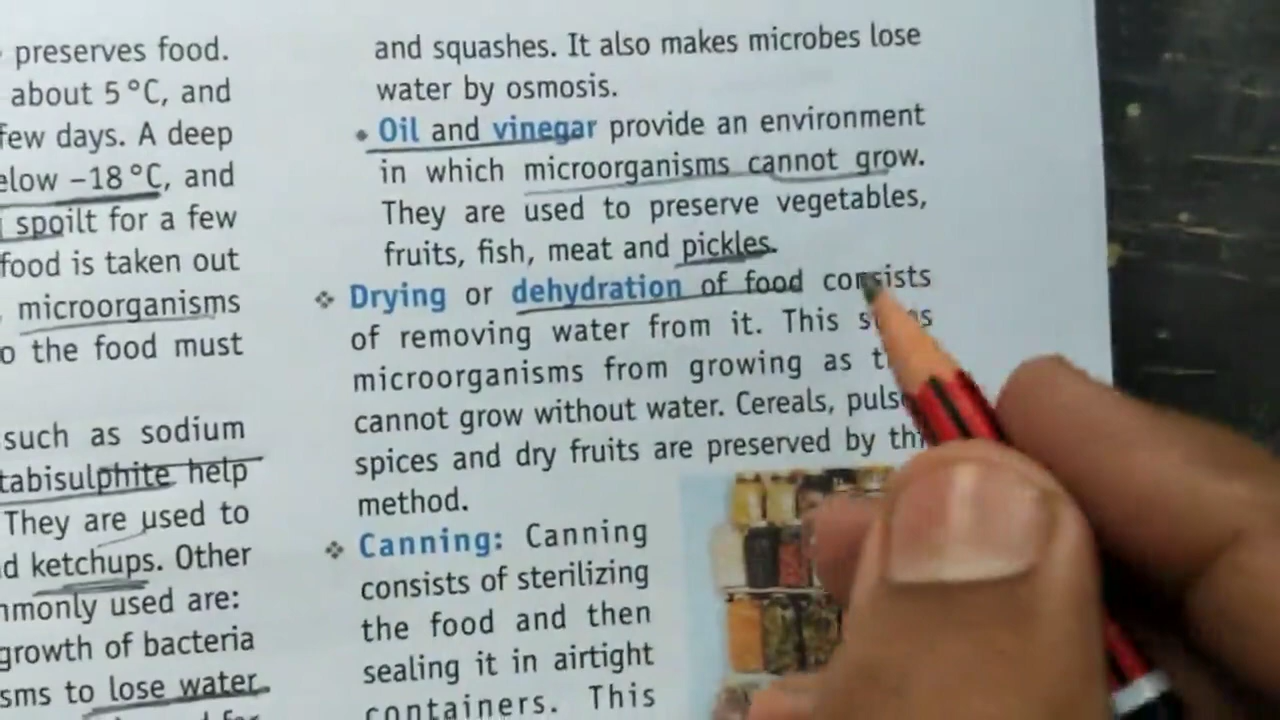 preserves food.
about 5 °C, and
few days. A deep
elow −18 °C, and
spoilt for a few
food is taken out
microorganisms
o the food must
such as sodium
tabisulphite help
They are used to
d ketchups. Other
mmonly used are:
growth of bacteria
sms to lose water
and squashes. It also makes microbes lose
water by osmosis.
• Oil and vinegar provide an environment
in which microorganisms cannot grow.
They are used to preserve vegetables,
fruits, fish, meat and pickles.
❖ Drying or dehydration of food consists
of removing water from it. This
microorganisms from growing as
cannot grow without water. Cereals,
spices and dry fruits are preserved by
method.
❖ Canning: Canning
consists of sterilizing
the food and then
sealing it in airtight
containers. This